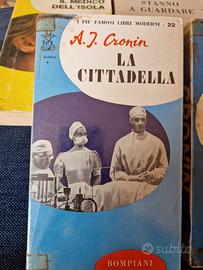 IL MEDICO
DELL'ISOLA
STANNO
A GUARDARE
I PIÙ FAMOSI LIBRI MODERNI - 22
A. J. Cronin
LA
CITTADELLA
BOMPIANI
subito